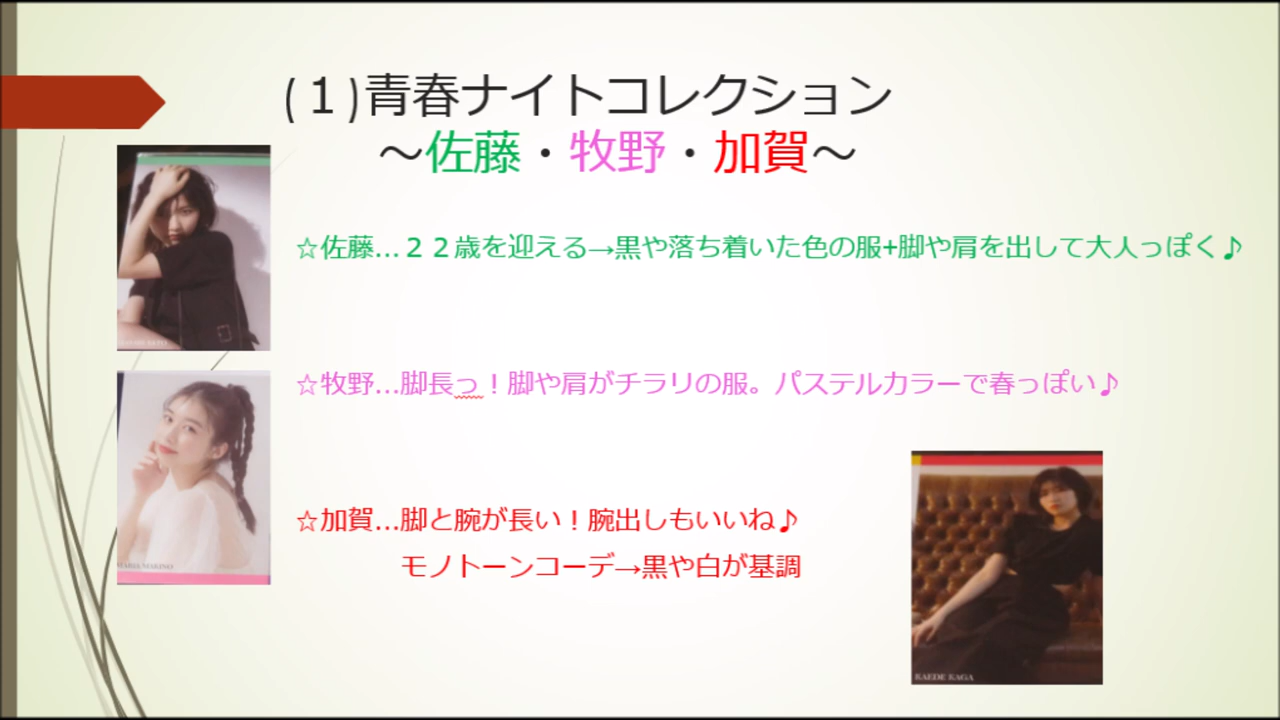 (１)青春ナイトコレクション
～佐藤・牧野・加賀～
☆佐藤…２２歳を迎える→黒や落ち着いた色の服+脚や肩を出して大人っぽく♪
☆牧野…脚長っ！脚や肩がチラリの服。パステルカラーで春っぽい♪
☆加賀…脚と腕が長い！腕出しもいいね♪
モノトーンコーデ→黒や白が基調
MARIA MAKINO
KAEDE KAGA